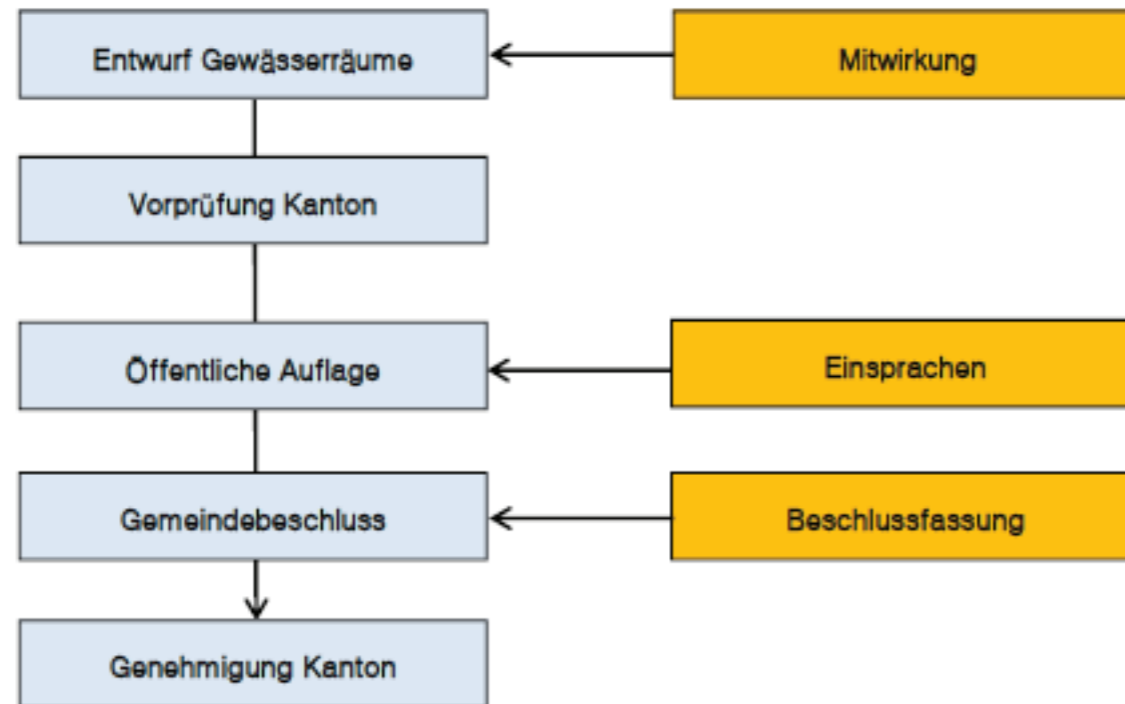 Entwurf Gewässerräume
Mitwirkung
Vorprüfung Kanton
Öffentliche Auflage
Einsprachen
Gemeindebeschluss
Beschlussfassung
Genehmigung Kanton